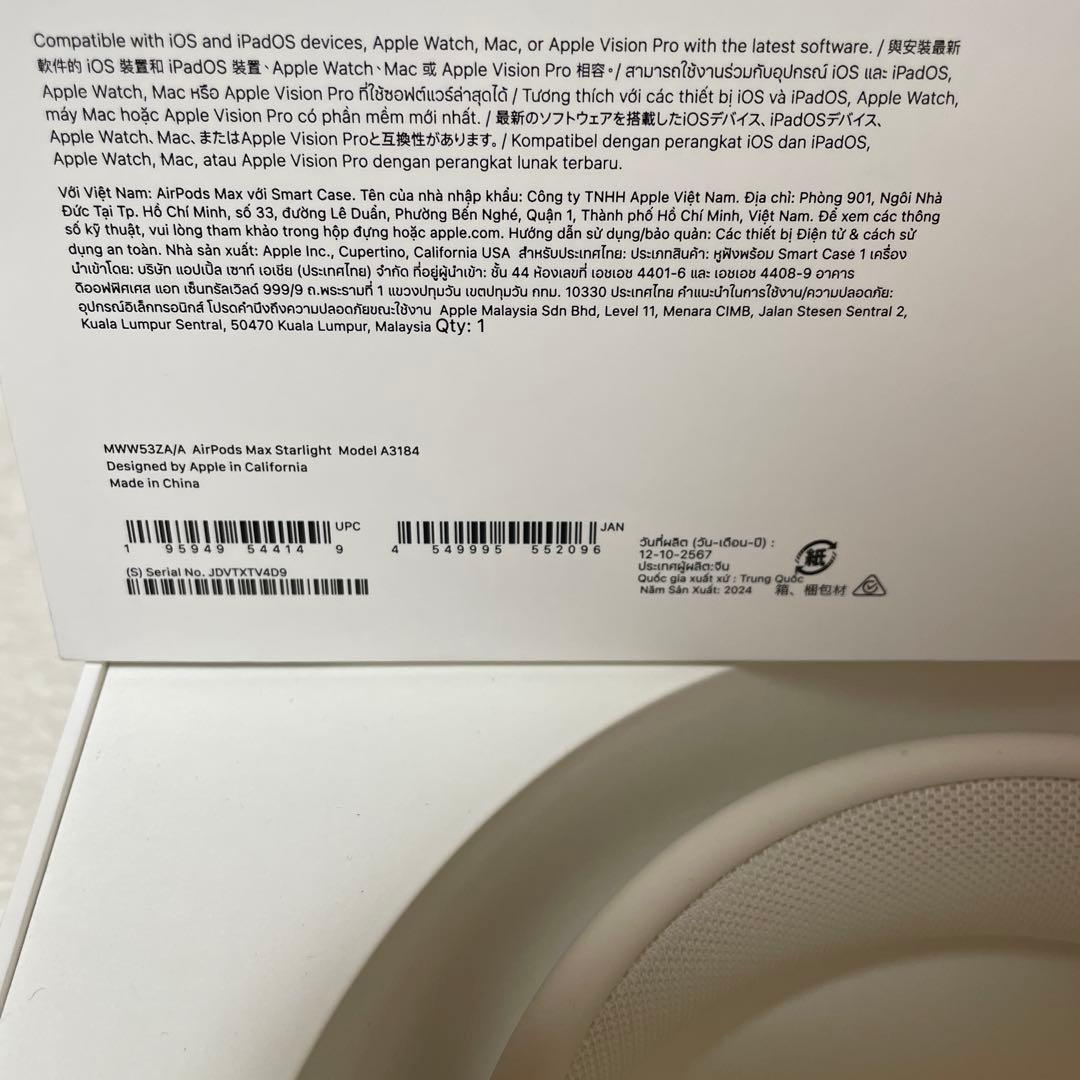 Compatible with iOS and iPadOS devices, Apple Watch, Mac, or Apple Vision Pro with the latest software. / 與安裝最新
軟件的 iOS 裝置和 iPadOS 裝置、Apple Watch、Mac 或 Apple Vision Pro 相容。/ สามารถใช้งานร่วมกับอุปกรณ์ iOS และ iPadOS,
Apple Watch, Mac หรือ Apple Vision Pro ที่ใช้ซอฟต์แวร์ล่าสุดได้ / Tương thích với các thiết bị iOS và iPadOS, Apple Watch,
máy Mac hoặc Apple Vision Pro có phần mềm mới nhất. / 最新のソフトウェアを搭載したiOSデバイス、iPadOSデバイス、
Apple Watch、Mac、またはApple Vision Proと互換性があります。/ Kompatibel dengan perangkat iOS dan iPadOS,
Apple Watch, Mac, atau Apple Vision Pro dengan perangkat lunak terbaru.
Với Việt Nam: AirPods Max với Smart Case. Tên của nhà nhập khẩu: Công ty TNHH Apple Việt Nam. Địa chỉ: Phòng 901, Ngôi Nhà
Đức Tại Tp. Hồ Chí Minh, số 33, đường Lê Duẩn, Phường Bến Nghé, Quận 1, Thành phố Hồ Chí Minh, Việt Nam. Để xem các thông
số kỹ thuật, vui lòng tham khảo trong hộp đựng hoặc apple.com. Hướng dẫn sử dụng/bảo quản: Các thiết bị Điện tử & cách sử
dụng an toàn. Nhà sản xuất: Apple Inc., Cupertino, California USA สำหรับประเทศไทย: ประเภทสินค้า: หูฟังพร้อม Smart Case 1 เครื่อง
นำเข้าโดย: บริษัท แอปเปิ้ล เซาท์ เอเชีย (ประเทศไทย) จำกัด ที่อยู่ผู้นำเข้า: ชั้น 44 ห้องเลขที่ เอชเอช 4401-6 และ เอชเอช 4408-9 อาคาร
ดิออฟฟิศเศส แอท เซ็นทรัลเวิลด์ 999/9 ถ.พระรามที่ 1 แขวงปทุมวัน เขตปทุมวัน กทม. 10330 ประเทศไทย คำแนะนำในการใช้งาน/ความปลอดภัย:
อุปกรณ์อิเล็กทรอนิกส์ โปรดคำนึงถึงความปลอดภัยขณะใช้งาน Apple Malaysia Sdn Bhd, Level 11, Menara CIMB, Jalan Stesen Sentral 2,
Kuala Lumpur Sentral, 50470 Kuala Lumpur, Malaysia Qty: 1
MWW53ZA/A AirPods Max Starlight Model A3184
Designed by Apple in California
Made in China
UPC
1 95949 54414 9
JAN
4 549995 552096
(S) Serial No. JDVTXTV4D9
วันที่ผลิต (วัน-เดือน-ปี) :
12-10-2567
ประเทศผู้ผลิต:จีน
Quốc gia xuất xứ : Trung Quốc
Năm Sản Xuất: 2024
紙
箱、梱包材